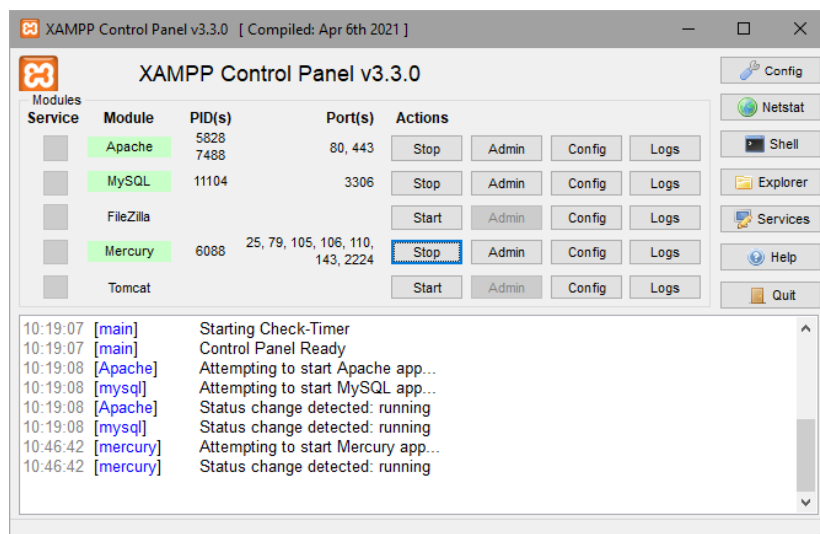 XAMPP Control Panel v3.3.0 [ Compiled: Apr 6th 2021 ]
XAMPP Control Panel v3.3.0
Config
Modules
Service Module PID(s) Port(s) Actions
Netstat
Apache 5828 7488 80, 443 Stop Admin Config Logs
Shell
MySQL 11104 3306 Stop Admin Config Logs
Explorer
FileZilla Start Admin Config Logs
Services
Mercury 6088 25, 79, 105, 106, 110, 143, 2224 Stop Admin Config Logs
Help
Tomcat Start Admin Config Logs
Quit
10:19:07 [main] Starting Check-Timer
10:19:07 [main] Control Panel Ready
10:19:08 [Apache] Attempting to start Apache app...
10:19:08 [mysql] Attempting to start MySQL app...
10:19:08 [Apache] Status change detected: running
10:19:08 [mysql] Status change detected: running
10:46:42 [mercury] Attempting to start Mercury app...
10:46:42 [mercury] Status change detected: running